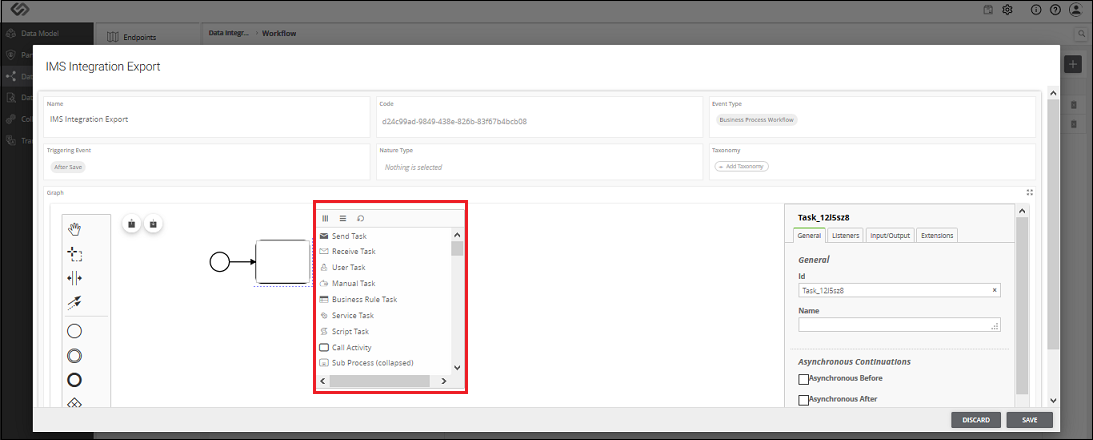 Data Model
Endpoints
Data Integr... > Workflow
IMS Integration Export
Name
IMS Integration Export
Code
d24c99ad-9849-438e-826b-83f67b4bcb08
Event Type
Business Process Workflow
Triggering Event
After Save
Nature Type
Nothing is selected
Taxonomy
Add Taxonomy
Graph
Send Task
Receive Task
User Task
Manual Task
Business Rule Task
Service Task
Script Task
Call Activity
Sub Process (collapsed)
Task_12l5sz8
General
Listeners
Input/Output
Extensions
General
Id
Task_12l5sz8
Name
Asynchronous Continuations
Asynchronous Before
Asynchronous After
DISCARD
SAVE